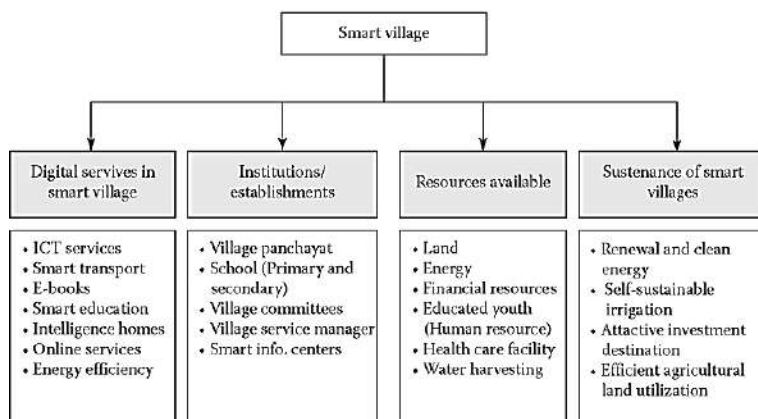 Smart village
Digital servives in
smart village
• ICT services
• Smart transport
• E-books
• Smart education
• Intelligence homes
• Online services
• Energy efficiency
Institutions/
establishments
• Village panchayat
• School (Primary and
secondary)
• Village committees
• Village service manager
• Smart info. centers
Resources available
• Land
• Energy
• Financial resources
• Educated youth
(Human resource)
• Health care facility
• Water harvesting
Sustenance of smart
villages
• Renewal and clean
energy
• Self-sustainable
irrigation
• Attactive investment
destination
• Efficient agricultural
land utilization